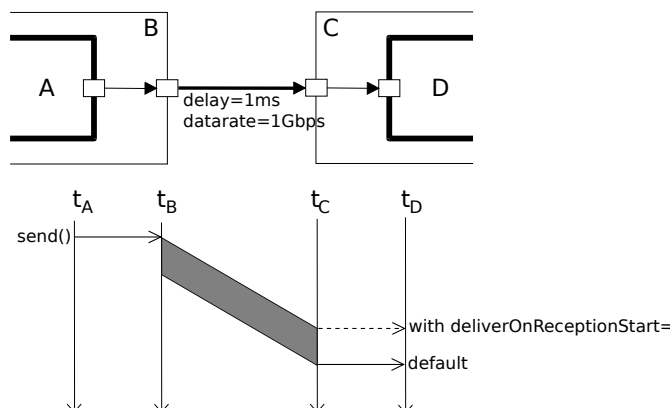 B
C
A
D
delay=1ms
datarate=1Gbps
tA
tB
tC
tD
send()
with deliverOnReceptionStart=
default